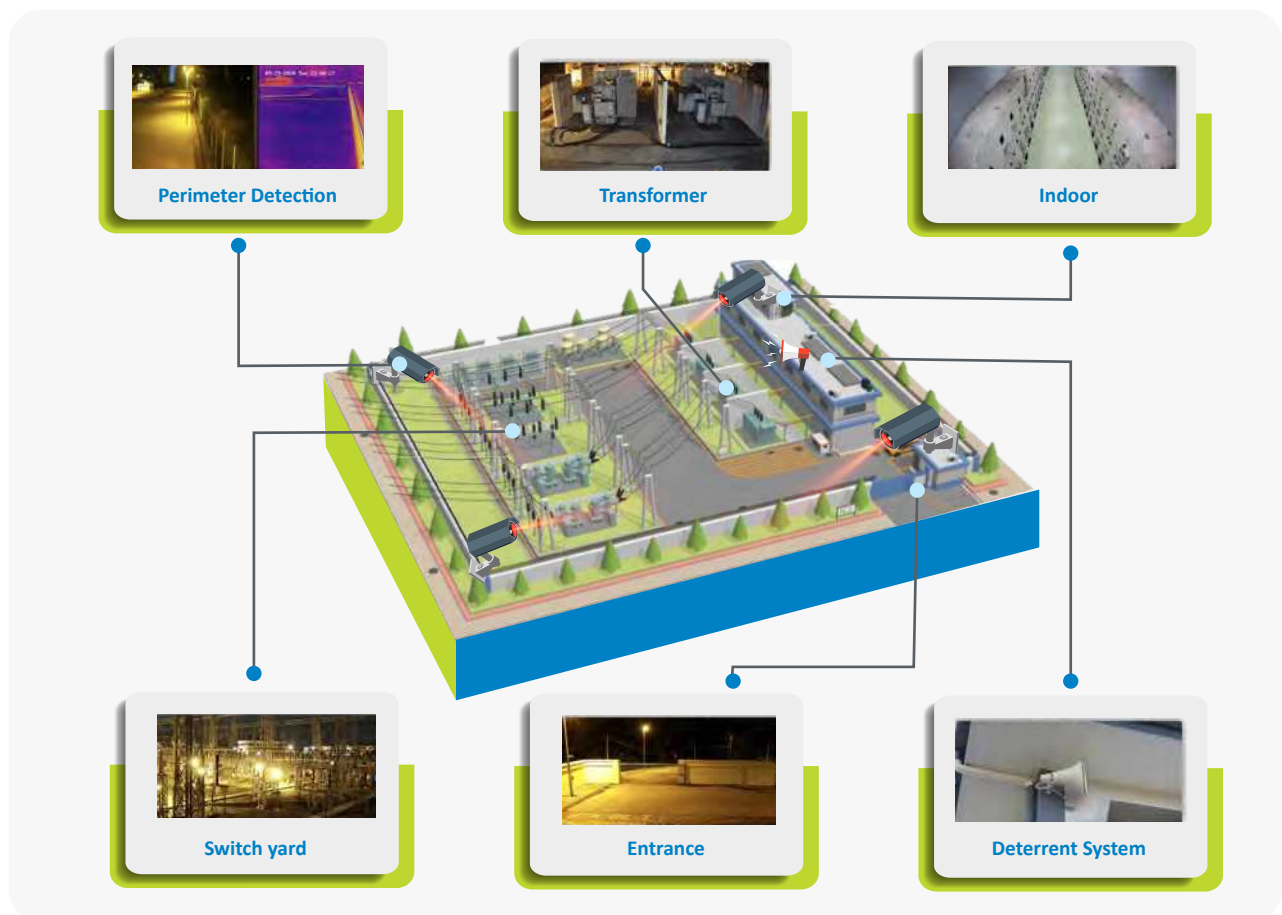 Perimeter Detection
Transformer
Indoor
Switch yard
Entrance
Deterrent System